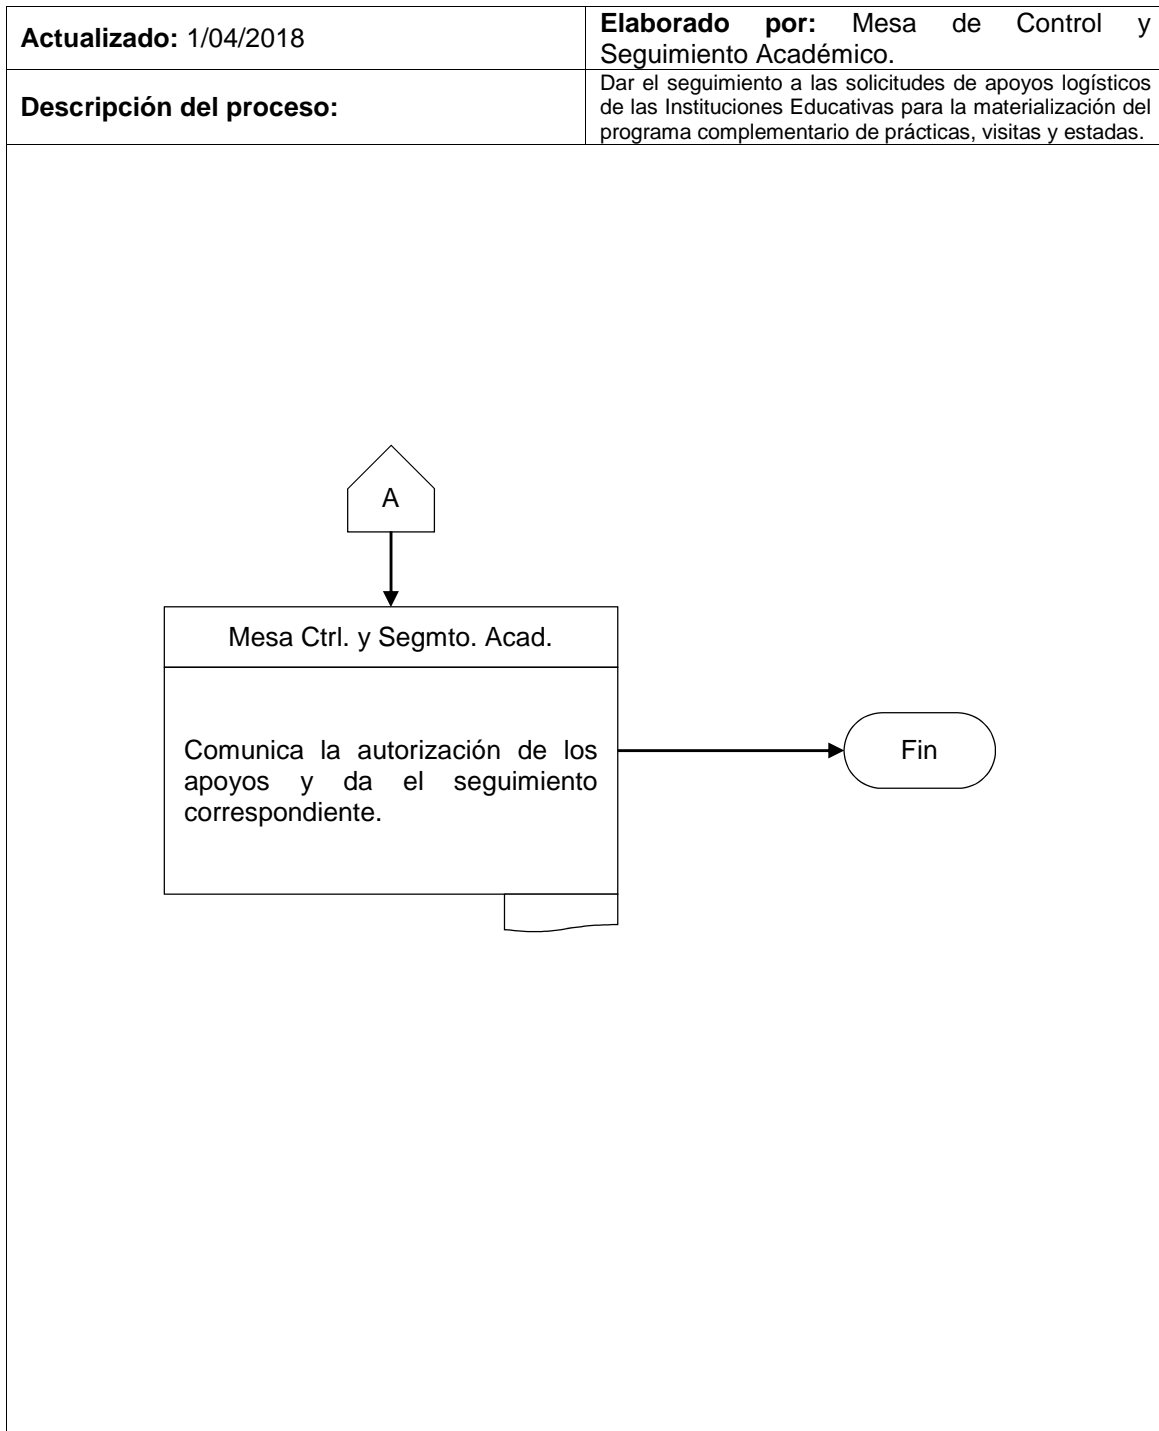 Actualizado: 1/04/2018
Elaborado por: Mesa de Control y
Seguimiento Académico.
Descripción del proceso:
Dar el seguimiento a las solicitudes de apoyos logísticos
de las Instituciones Educativas para la materialización del
programa complementario de prácticas, visitas y estadas.
A
Mesa Ctrl. y Segmto. Acad.
Comunica la autorización de los
apoyos y da el seguimiento
correspondiente.
Fin